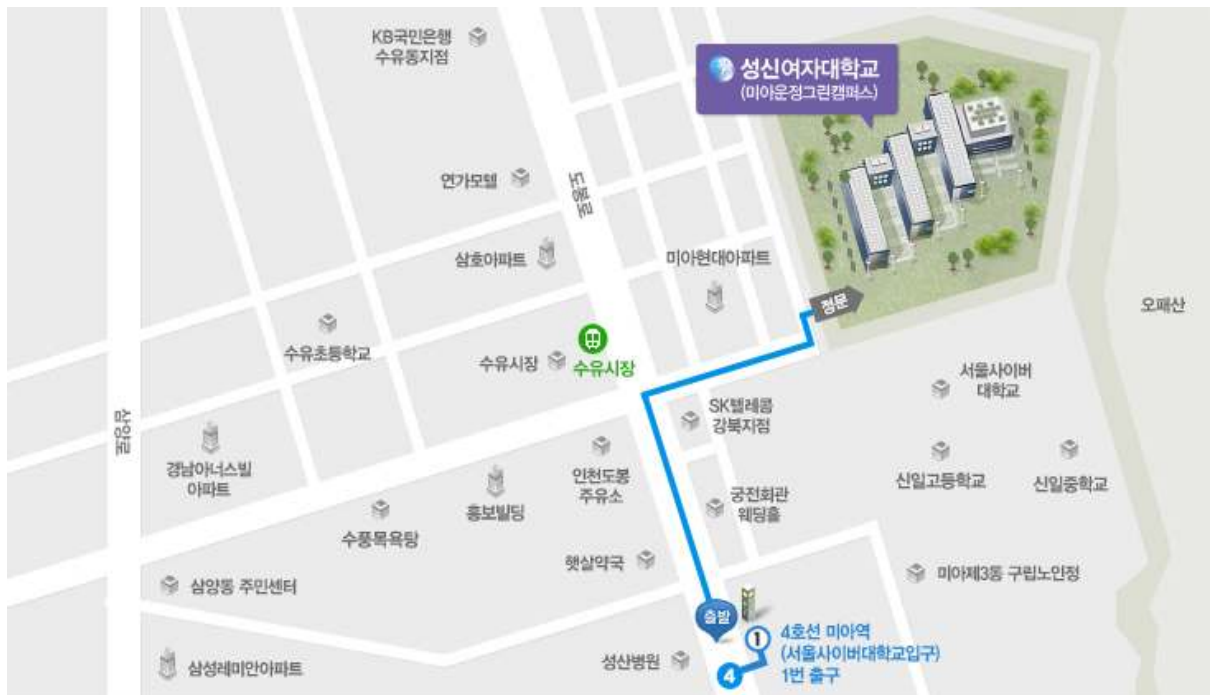 KB국민은행
수유동지점
성신여자대학교
(미아운정그린캠퍼스)
연가모텔
도봉로
삼호아파트
미아현대아파트
정문
오패산
수유초등학교
수유시장
수유시장
서울사이버
대학교
SK텔레콤
강북지점
삼양로
경남아너스빌
아파트
인천도봉
주유소
신일고등학교
신일중학교
홍보빌딩
궁전회관
웨딩홀
수풍목욕탕
햇살약국
미아제3동 구립노인정
삼양동 주민센터
출발
1
4호선 미아역
(서울사이버대학교입구)
1번 출구
4
성산병원
삼성레미안아파트